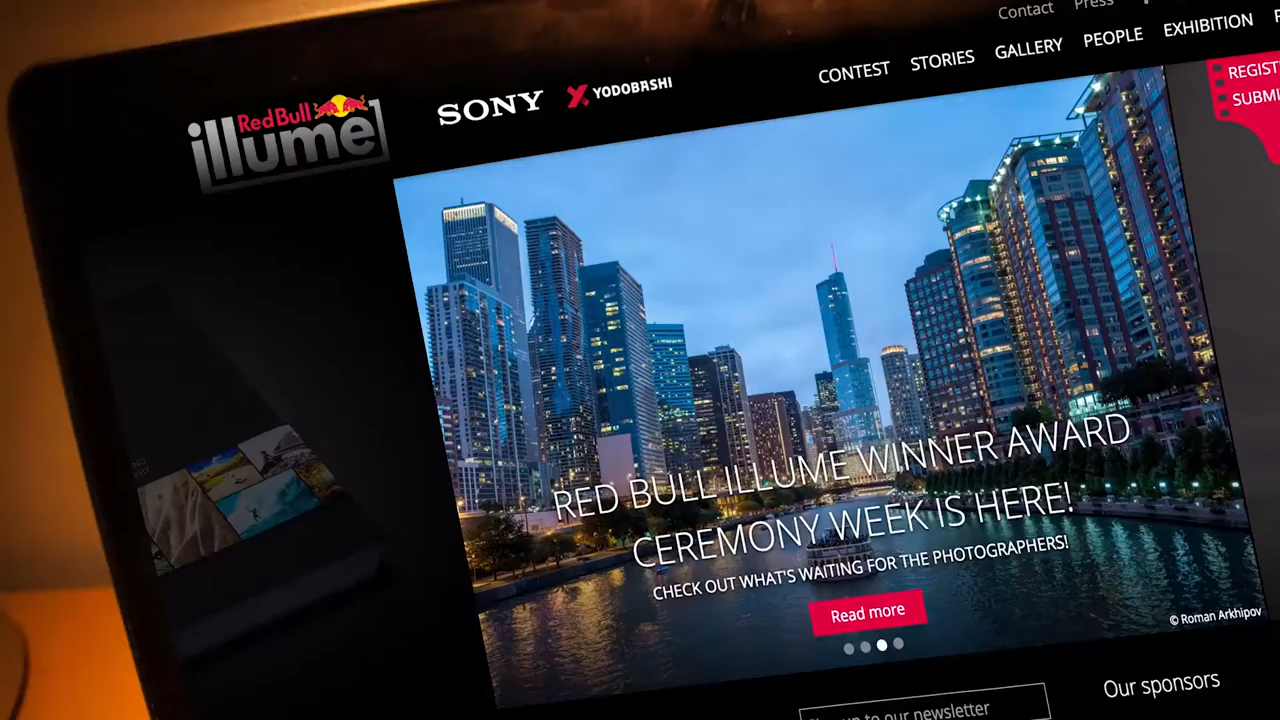 Contact Press
CONTEST STORIES GALLERY PEOPLE EXHIBITION
Red Bull
illume
SONY
YODOBASHI
REGIST
SUBMI
RED BULL ILLUME WINNER AWARD
CEREMONY WEEK IS HERE!
CHECK OUT WHAT'S WAITING FOR THE PHOTOGRAPHERS!
Read more
© Roman Arkhipov
Our sponsors
up to our newsletter